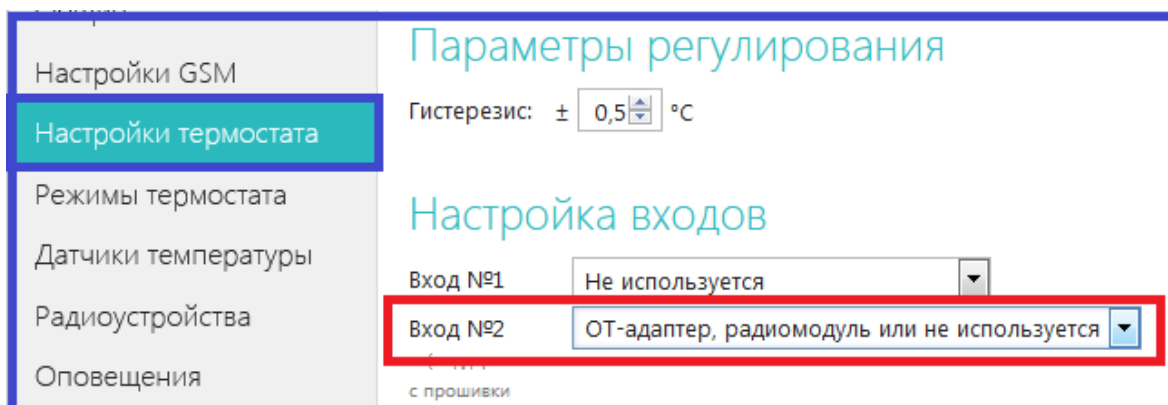 Настройки GSM
Настройки термостата
Режимы термостата
Датчики температуры
Радиоустройства
Оповещения
Параметры регулирования
Гистерезис: ± 0,5 °C
Настройка входов
Вход №1 Не используется
Вход №2 ОТ-адаптер, радиомодуль или не используется
с прошивки